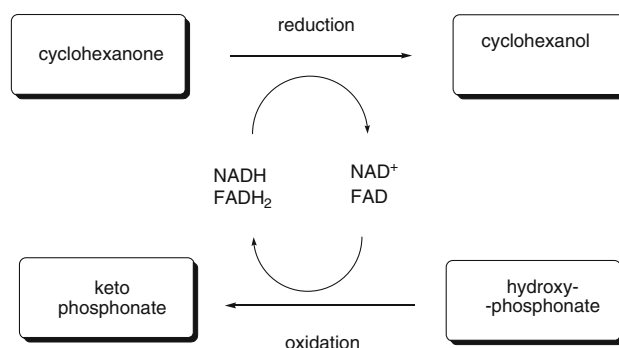 reduction
cyclohexanone
cyclohexanol
NADH
FADH₂
NAD⁺
FAD
keto
phosphonate
hydroxy-
-phosphonate
oxidation